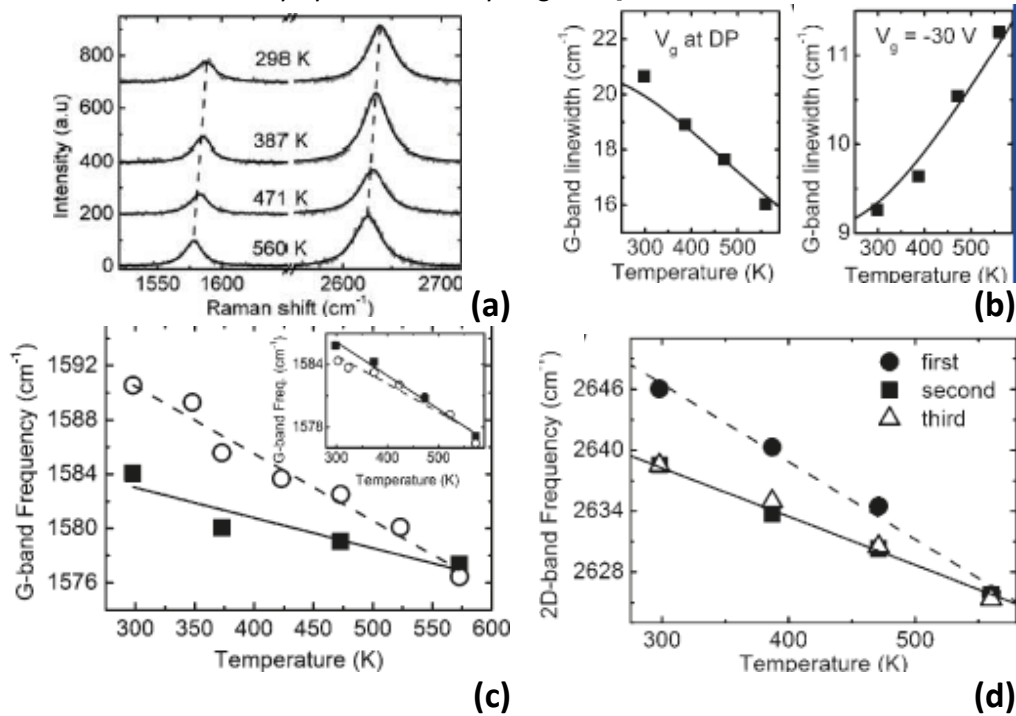 800
600
400
200
0
Intensity (a.u)
298 K
387 K
471 K
560 K
1550
1600
2600
2700
Raman shift (cm-1)
(a)
22
20
18
16
G-band linewidth (cm-1)
Vg at DP
300
400
500
Temperature (K)
11
10
9
G-band linewidth (cm-1)
Vg = -30 V
300
400
500
Temperature (K)
(b)
1592
1588
1584
1580
1576
G-band Frequency (cm-1)
300
350
400
450
500
550
600
Temperature (K)
1584
1578
G-band Freq. (cm-1)
300
400
500
Temperature (K)
(c)
2646
2640
2634
2628
2D-band Frequency
first
second
third
300
400
500
Temperature (K)
(d)